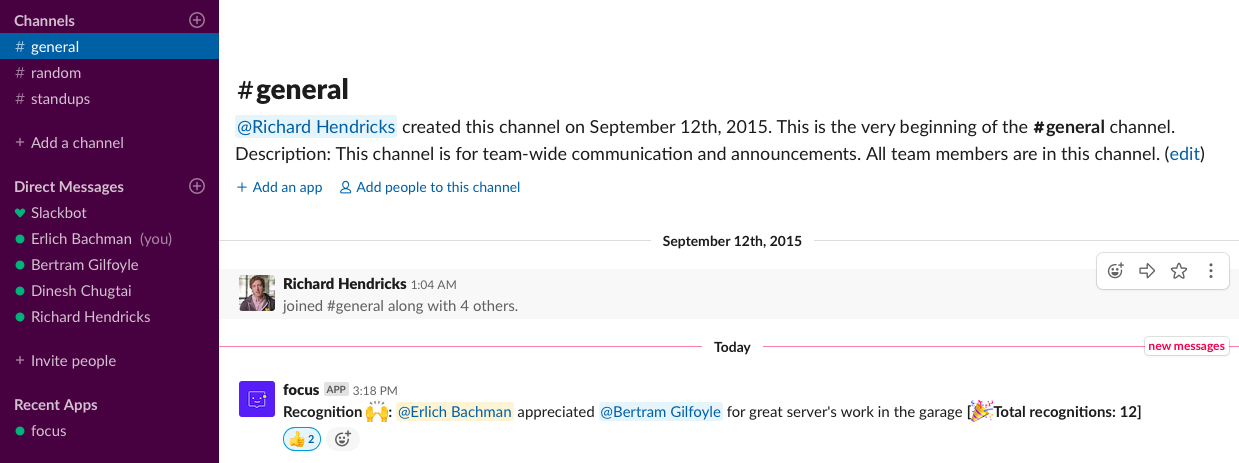 Channels
# general
# random
# standups
+ Add a channel
Direct Messages
Slackbot
Erlich Bachman (you)
Bertram Gilfoyle
Dinesh Chugtai
Richard Hendricks
+ Invite people
Recent Apps
focus
#general
@Richard Hendricks created this channel on September 12th, 2015. This is the very beginning of the #general channel.
Description: This channel is for team-wide communication and announcements. All team members are in this channel. (edit)
+ Add an app Add people to this channel
September 12th, 2015
Richard Hendricks 1:04 AM
joined #general along with 4 others.
Today
new messages
focus APP 3:18 PM
Recognition 🙌: @Erlich Bachman appreciated @Bertram Gilfoyle for great server's work in the garage [🎉Total recognitions: 12]
👍 2